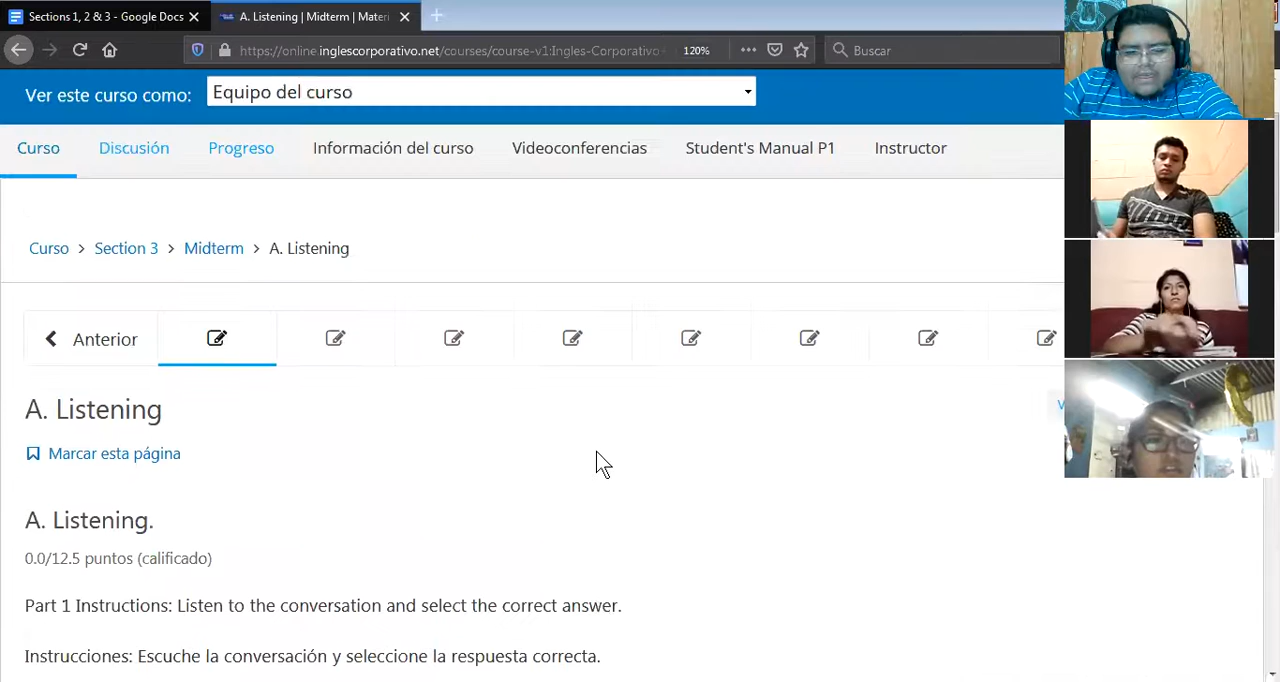 Sections 1, 2 & 3 - Google Docs
A. Listening | Midterm | Materi
https://online.inglescorporativo.net/courses/course-v1:Ingles-Corporativo
120%
Buscar
Ver este curso como:
Equipo del curso
Curso
Discusión
Progreso
Información del curso
Videoconferencias
Student's Manual P1
Instructor
Curso > Section 3 > Midterm > A. Listening
Anterior
A. Listening
V
Marcar esta página
A. Listening.
0.0/12.5 puntos (calificado)
Part 1 Instructions: Listen to the conversation and select the correct answer.
Instrucciones: Escuche la conversación y seleccione la respuesta correcta.